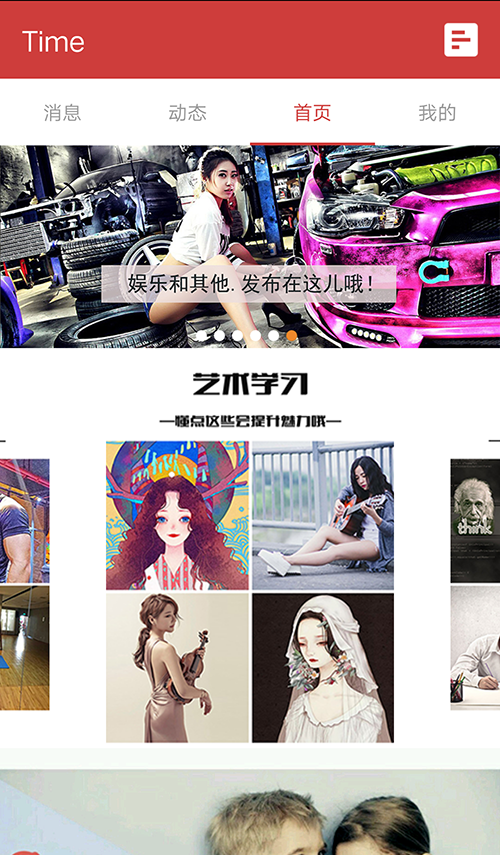 Time
消息 动态 首页 我的
娱乐和其他.发布在这儿哦!
艺术学习
—懂点这些会提升魅力哦—
think